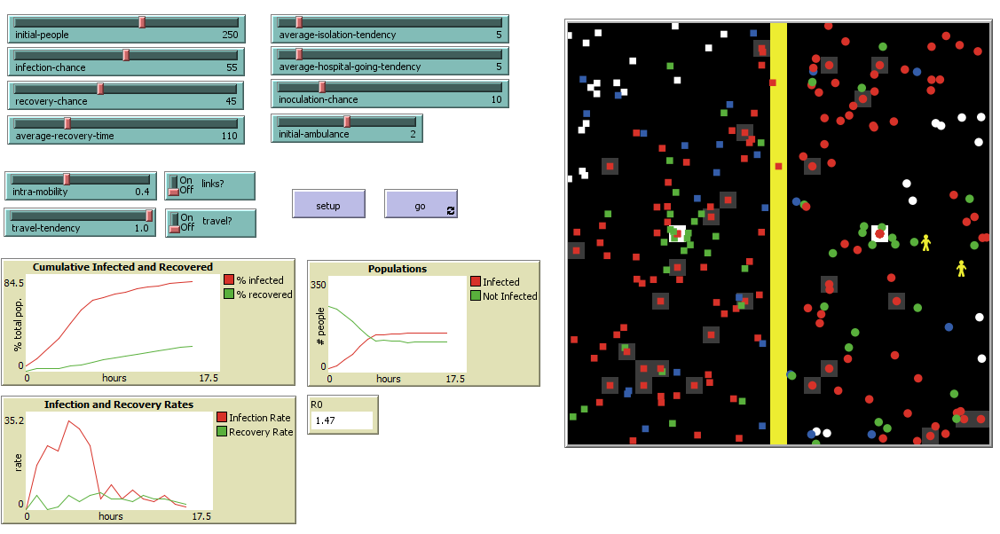 initial-people 250
infection-chance 55
recovery-chance 45
average-recovery-time 110
average-isolation-tendency 5
average-hospital-going-tendency 5
inoculation-chance 10
initial-ambulance 2
intra-mobility 0.4
On
Off
links?
travel-tendency 1.0
On
Off
travel?
setup
go
Cumulative Infected and Recovered
84.5
% total pop.
0
0 hours 17.5
% infected
% recovered
Populations
350
# people
0
0 hours 17.5
Infected
Not Infected
Infection and Recovery Rates
35.2
rate
0
0 hours 17.5
Infection Rate
Recovery Rate
R0
1.47